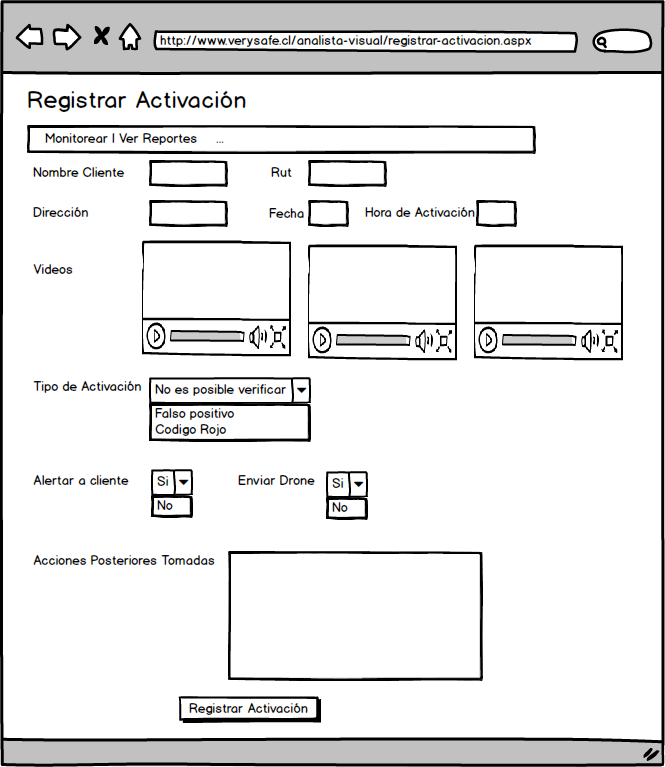 http://www.verysafe.cl/analista-visual/registrar-activacion.aspx
Registrar Activación
Monitorear | Ver Reportes ...
Nombre Cliente Rut
Dirección Fecha Hora de Activación
Videos
Tipo de Activación No es posible verificar
Falso positivo
Codigo Rojo
Alertar a cliente Si Enviar Drone Si
No No
Acciones Posteriores Tomadas
Registrar Activación